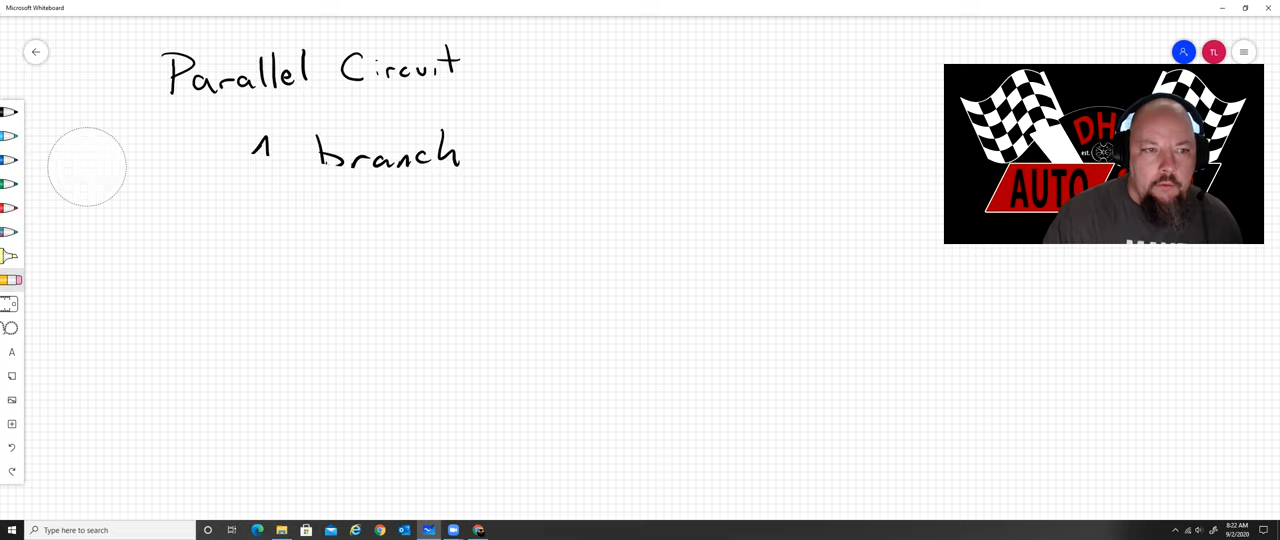 Microsoft Whiteboard
Parallel Circuit
1 branch
TL
DH
est.
AUTO
A
Type here to search
8:22 AM
9/2/2020